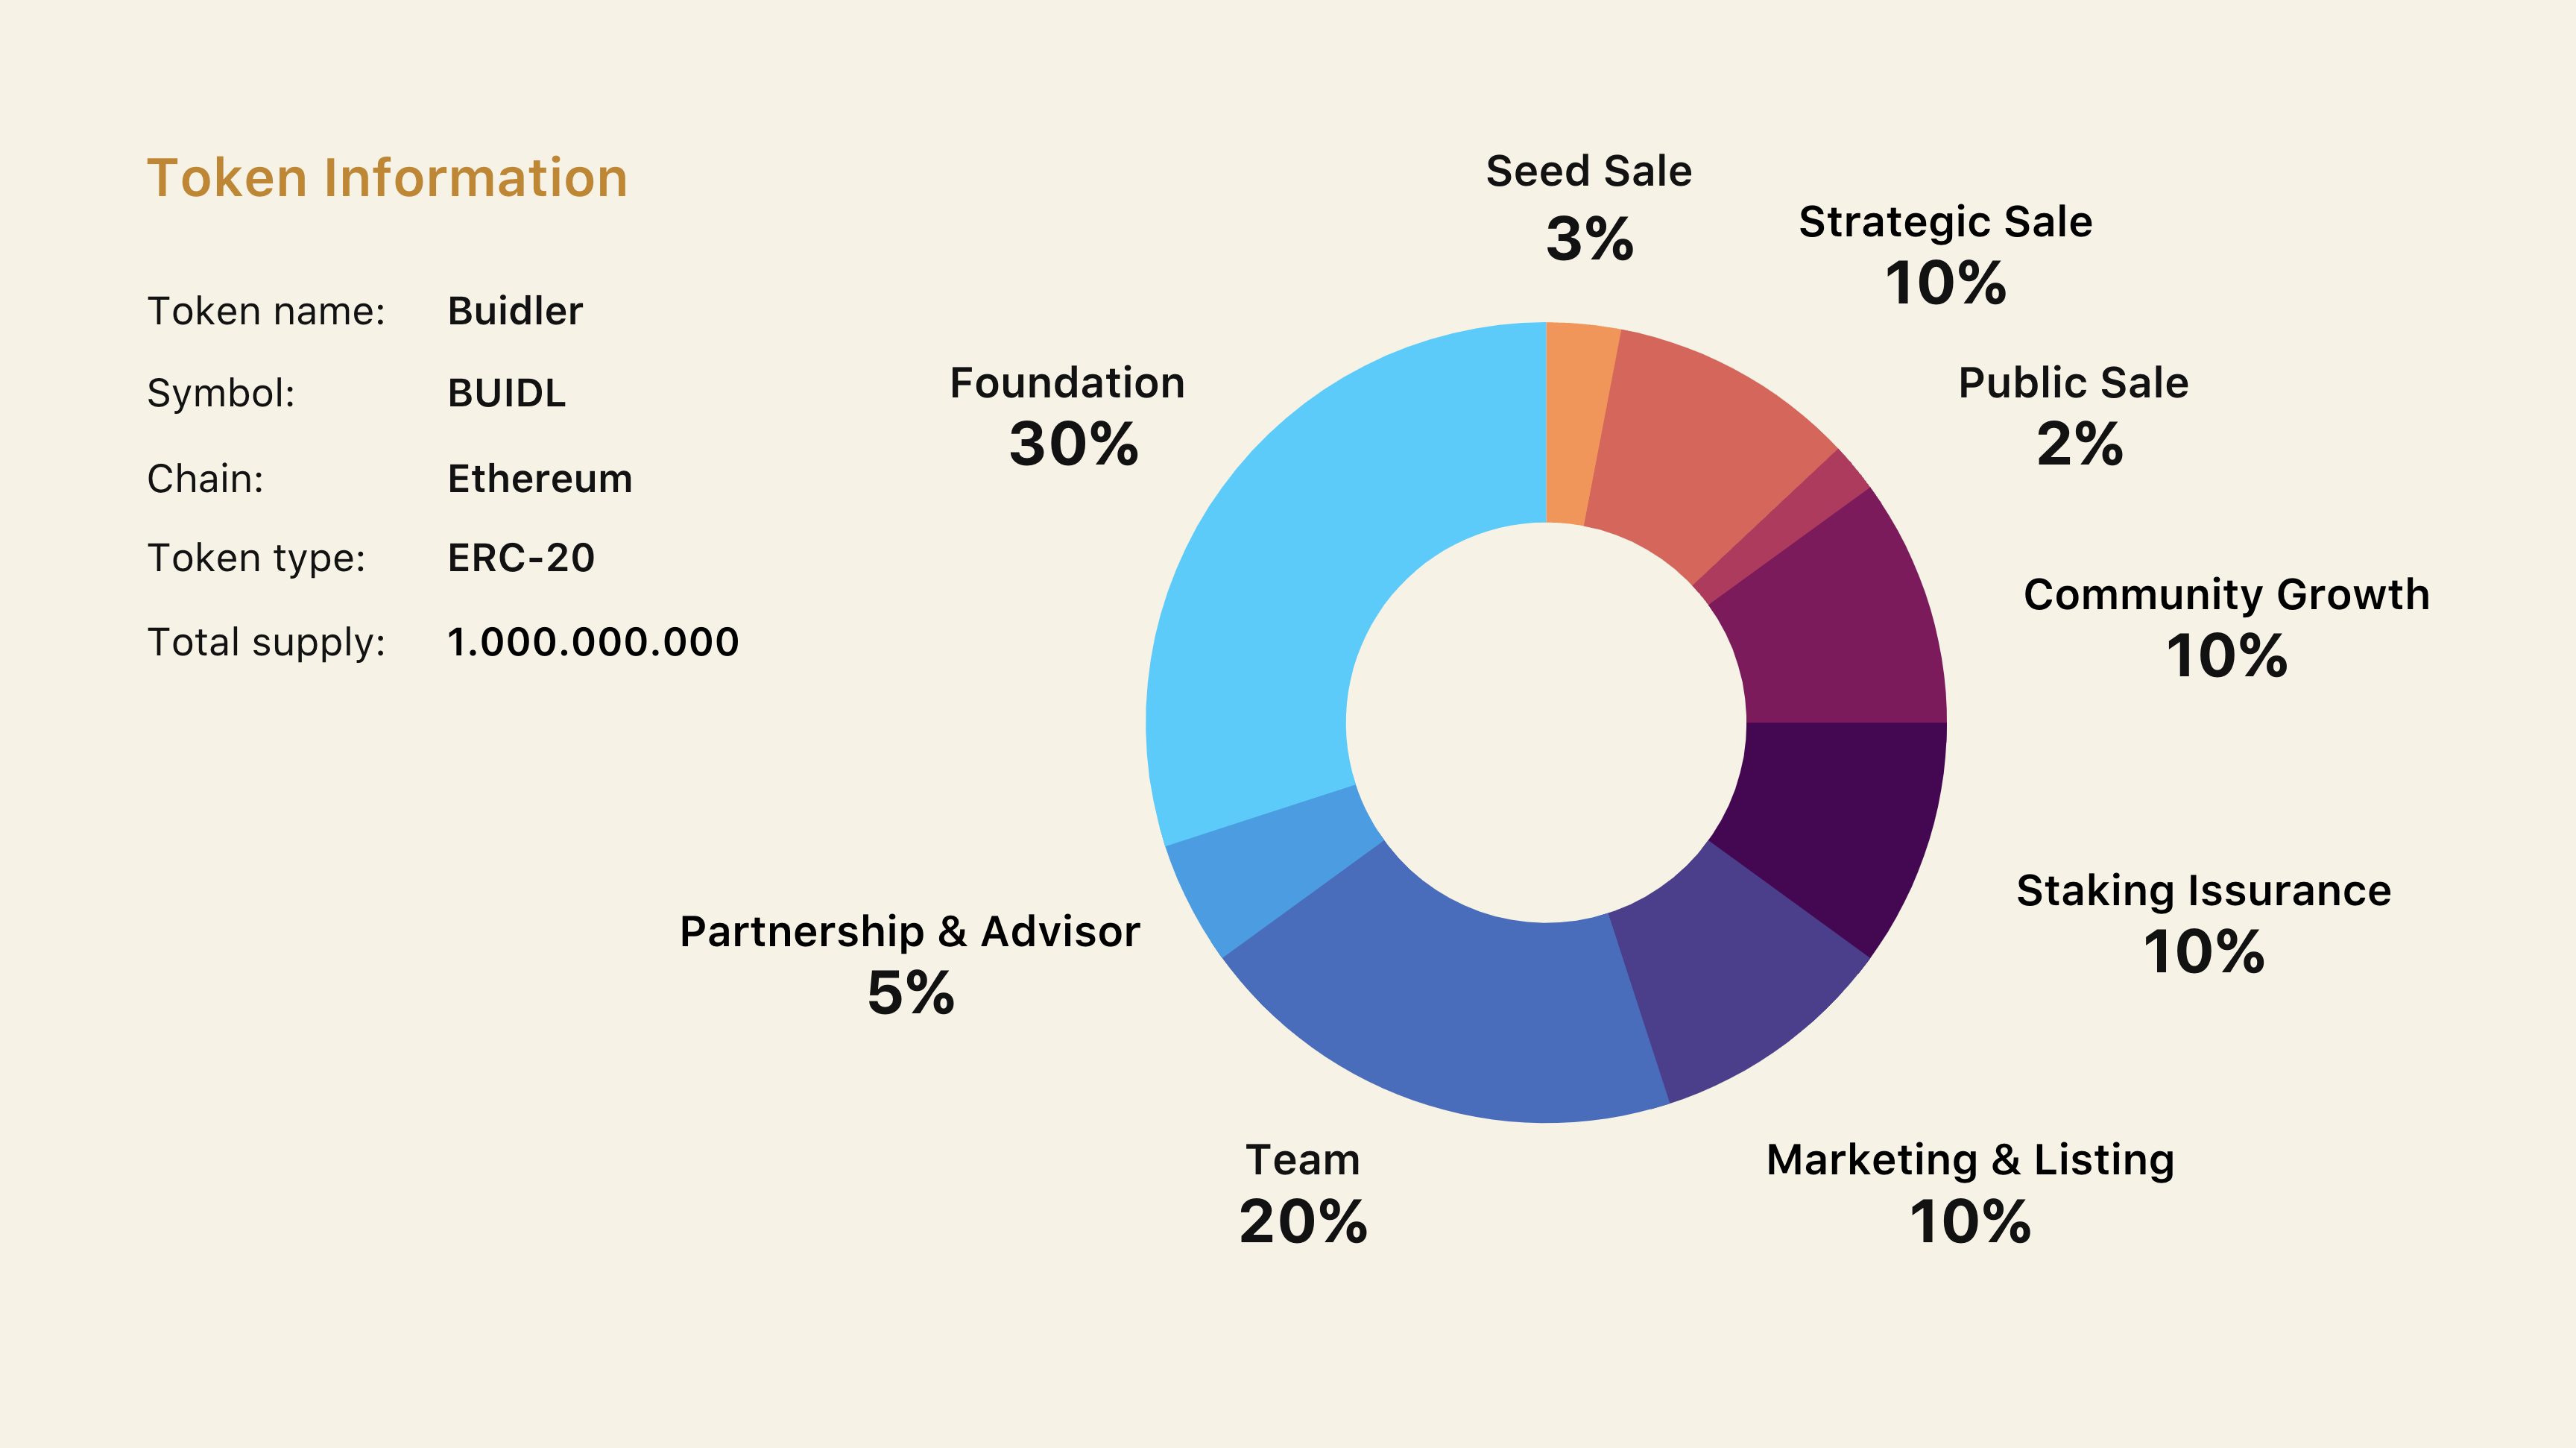 Token Information
Token name: Buidler
Symbol: BUIDL
Chain: Ethereum
Token type: ERC-20
Total supply: 1.000.000.000
Seed Sale
3%
Strategic Sale
10%
Public Sale
2%
Community Growth
10%
Staking Issurance
10%
Marketing & Listing
10%
Team
20%
Partnership & Advisor
5%
Foundation
30%